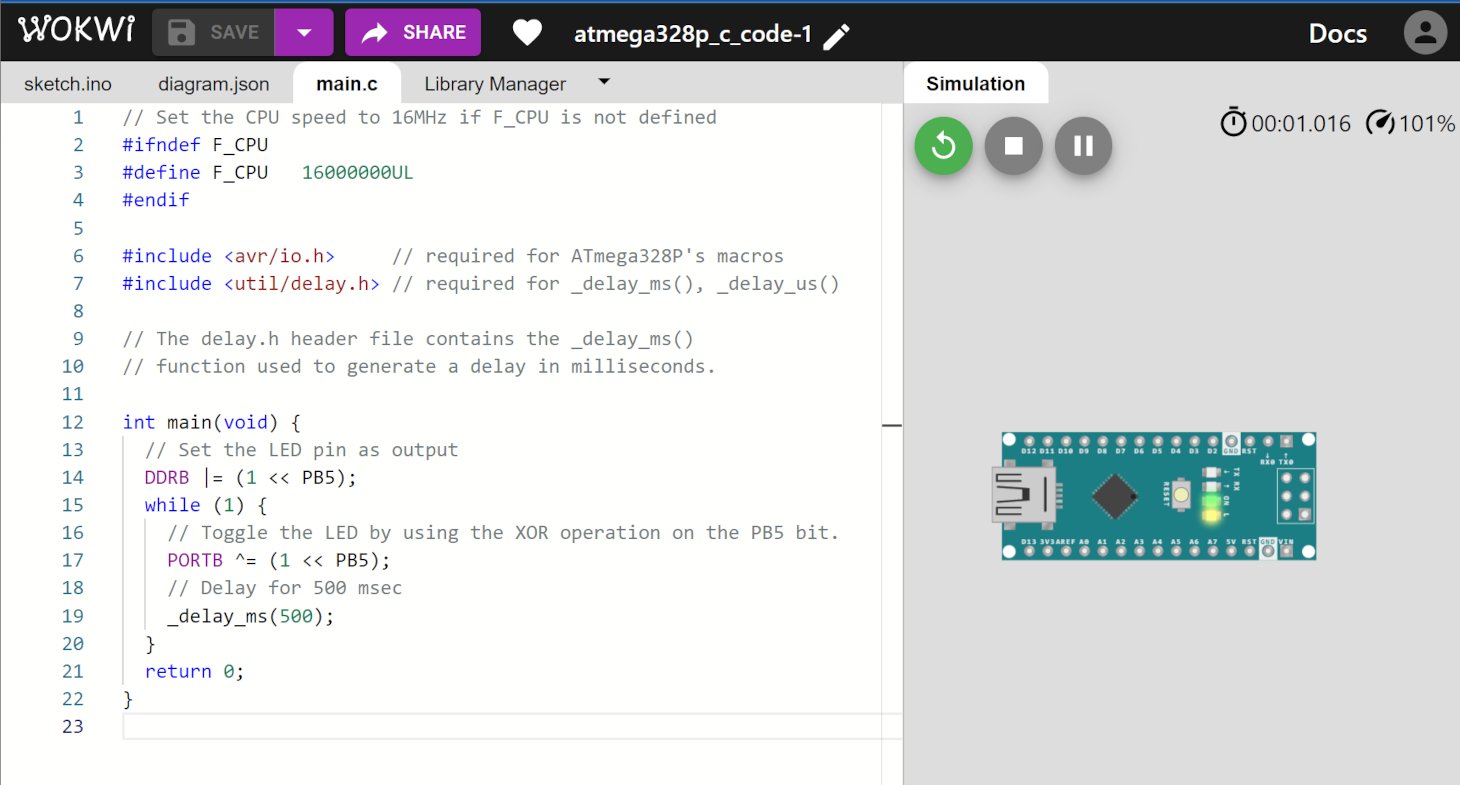 WOKWi SAVE SHARE atmega328p_c_code-1 Docs
sketch.ino diagram.json main.c Library Manager Simulation
00:01.016 101%
1 // Set the CPU speed to 16MHz if F_CPU is not defined
2 #ifndef F_CPU
3 #define F_CPU   16000000UL
4 #endif
5
6 #include <avr/io.h>     // required for ATmega328P's macros
7 #include <util/delay.h> // required for _delay_ms(), _delay_us()
8
9 // The delay.h header file contains the _delay_ms()
10 // function used to generate a delay in milliseconds.
11
12 int main(void) {
13   // Set the LED pin as output
14   DDRB |= (1 << PB5);
15   while (1) {
16     // Toggle the LED by using the XOR operation on the PB5 bit.
17     PORTB ^= (1 << PB5);
18     // Delay for 500 msec
19     _delay_ms(500);
20   }
21   return 0;
22 }
23
D12 D11 D10 D9 D8 D7 D6 D5 D4 D3 D2 GND RST
↓ ↑
RX0 TX0
RESET
TX RX
ON L
D13 3V3 AREF A0 A1 A2 A3 A4 A5 A6 A7 5V RST GND VIN